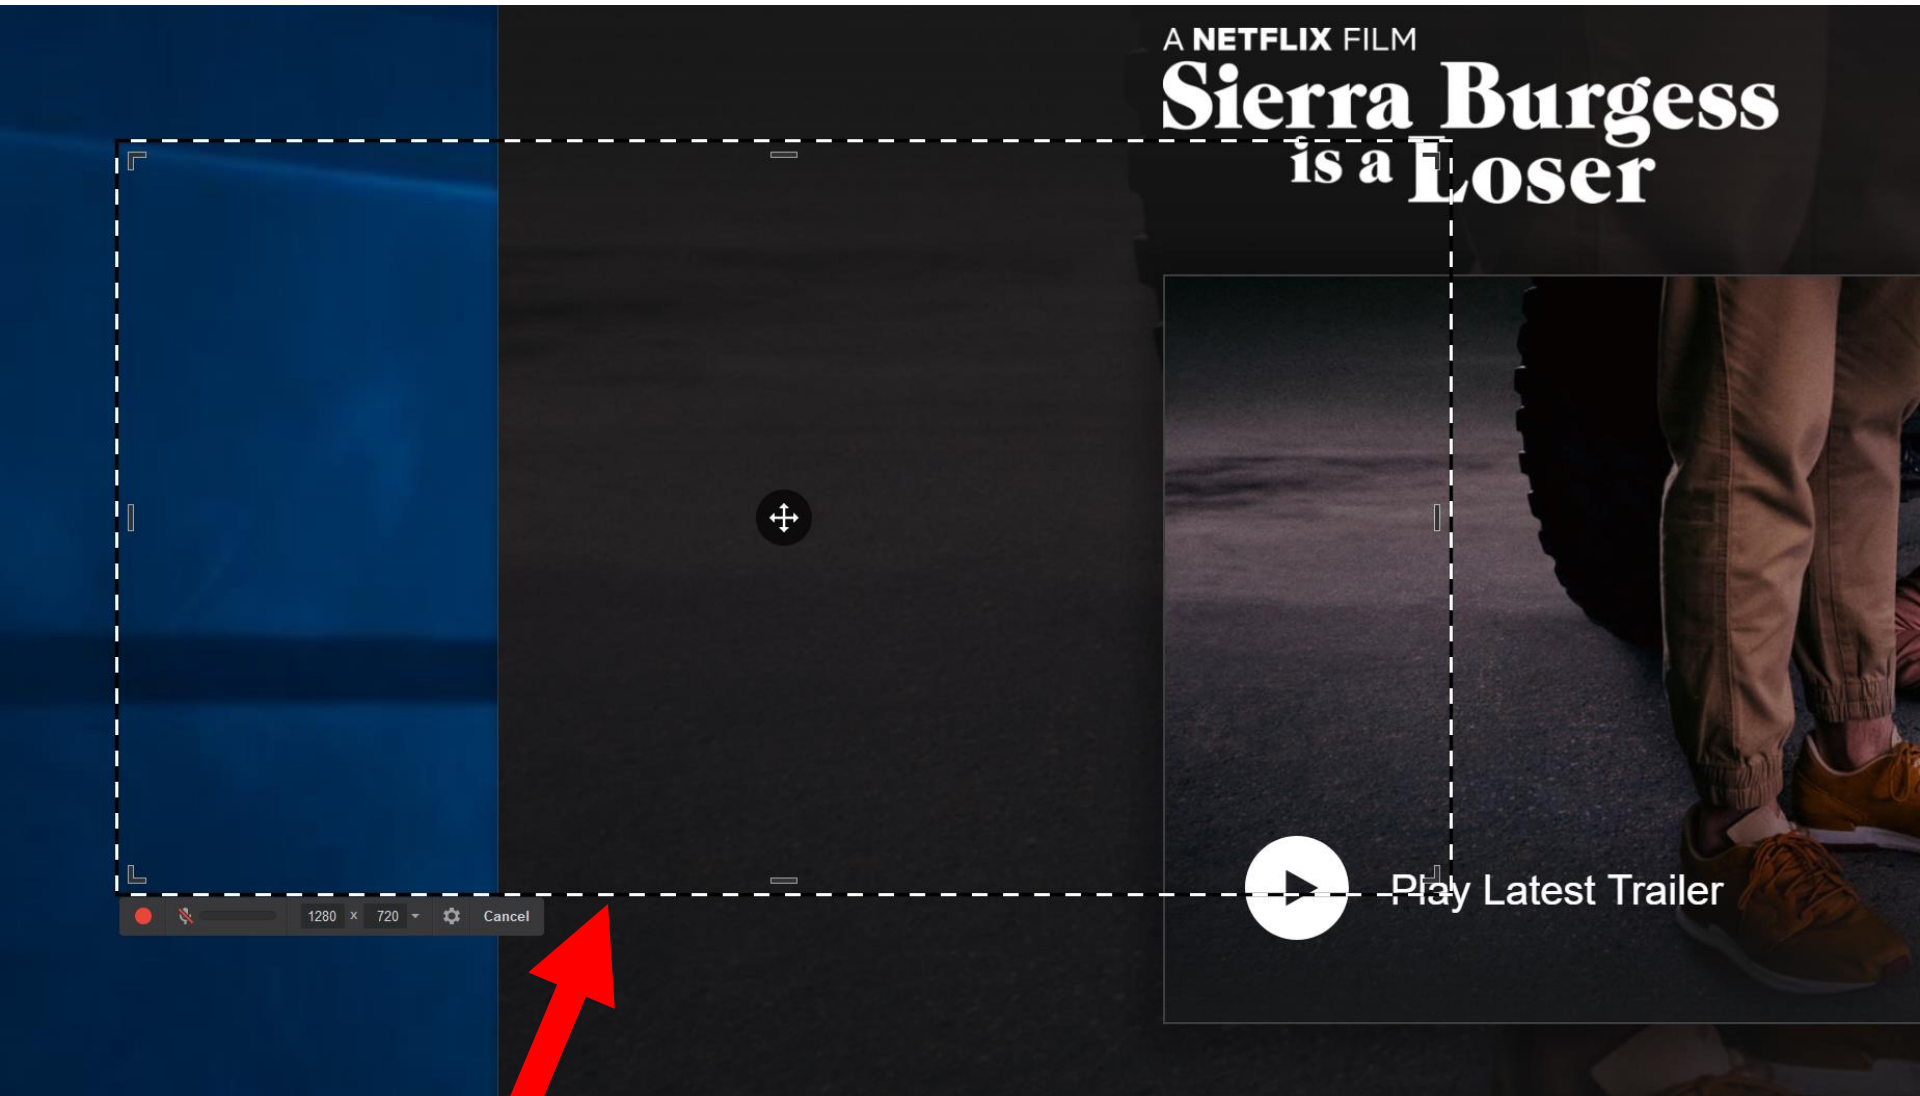 A NETFLIX FILM
Sierra Burgess
is a Loser
Play Latest Trailer
1280 x 720 Cancel